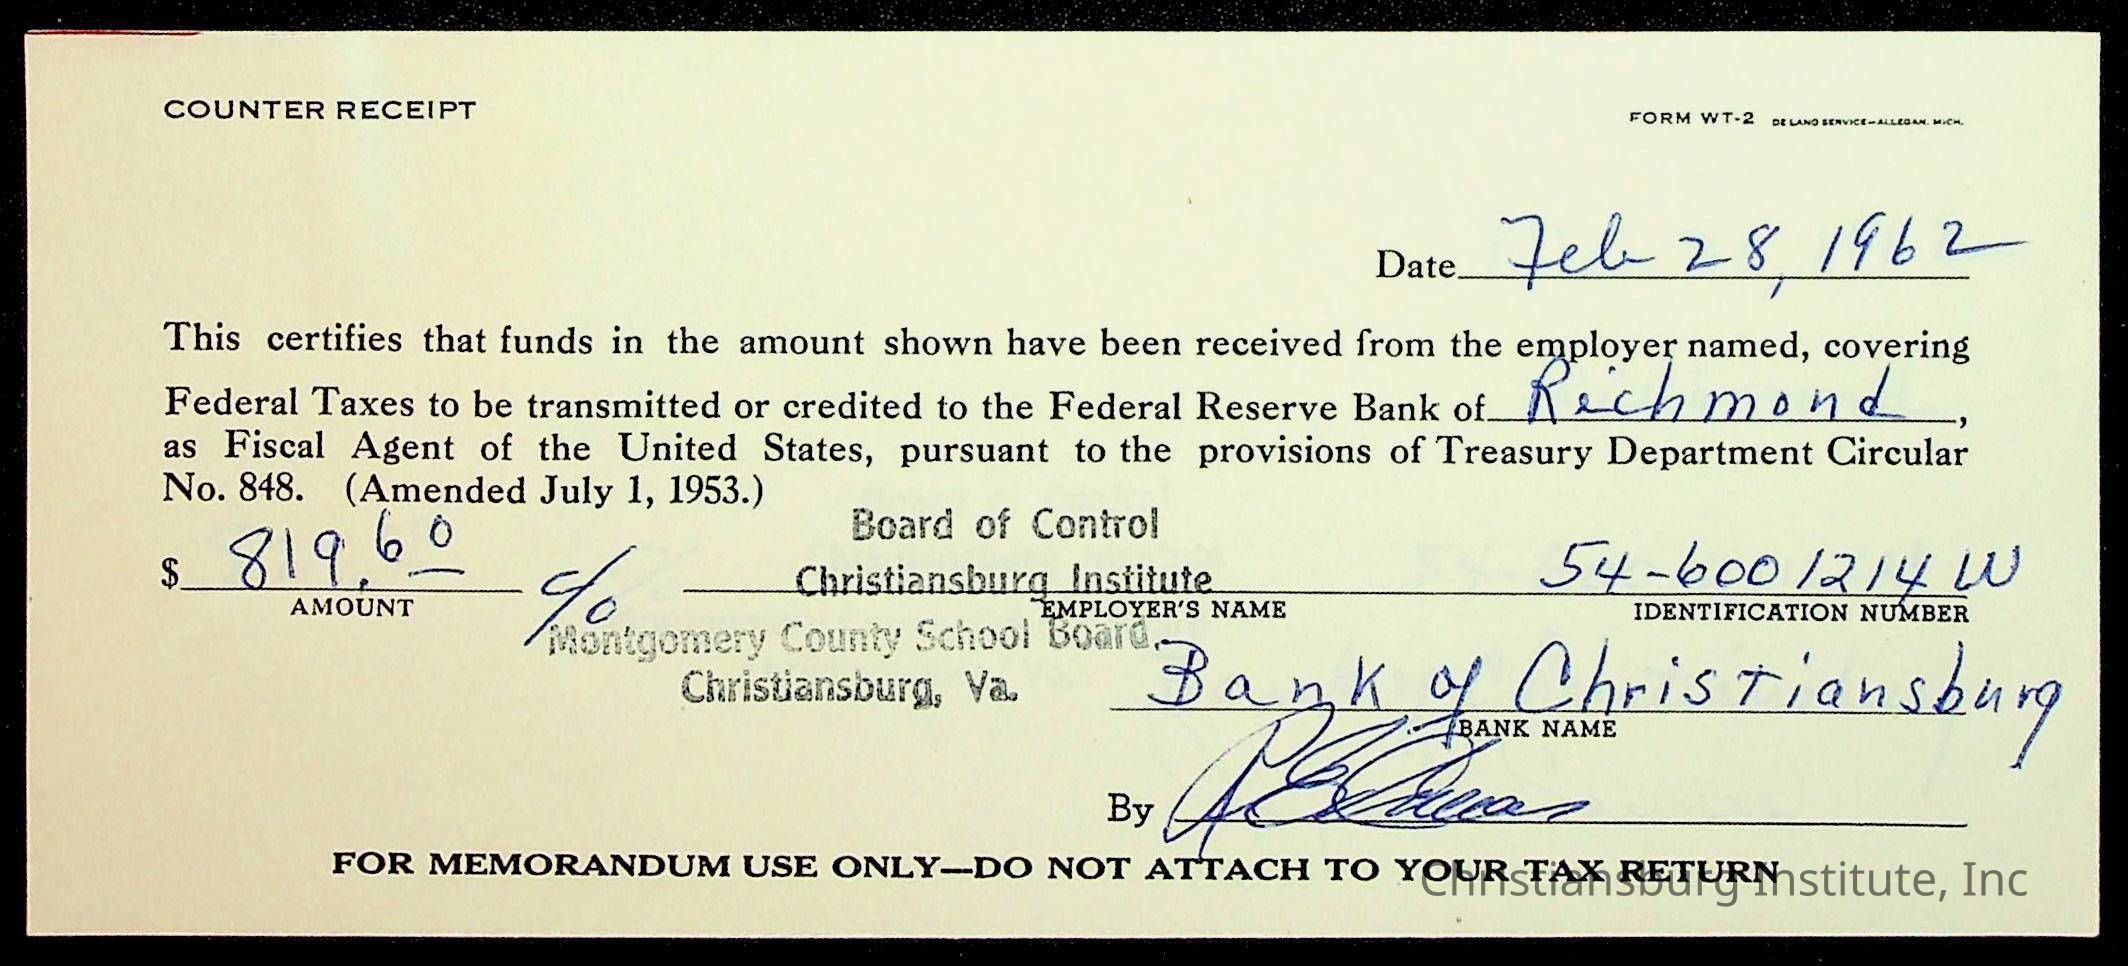 COUNTER RECEIPT
FORM WT-2 DE LANO SERVICE—ALLEGAN. MICH.
Date Feb 28, 1962
This certifies that funds in the amount shown have been received from the employer named, covering
Federal Taxes to be transmitted or credited to the Federal Reserve Bank of Richmond,
as Fiscal Agent of the United States, pursuant to the provisions of Treasury Department Circular
No. 848. (Amended July 1, 1953.)
Board of Control
$ 819.60 c/o Christiansburg Institute 54-6001214 W
AMOUNT EMPLOYER'S NAME IDENTIFICATION NUMBER
Montgomery County School Board,
Christiansburg, Va. Bank of Christiansburg
BANK NAME
By
FOR MEMORANDUM USE ONLY—DO NOT ATTACH TO YOUR TAX RETURN
Christiansburg Institute, Inc